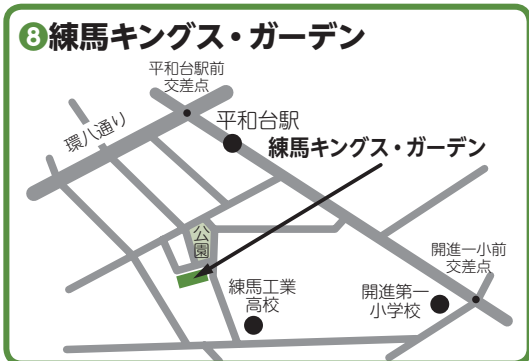 ❽練馬キングス・ガーデン
平和台駅前
交差点
環八通り
平和台駅
練馬キングス・ガーデン
公
園
開進一小前
交差点
練馬工業
高校
開進第一
小学校